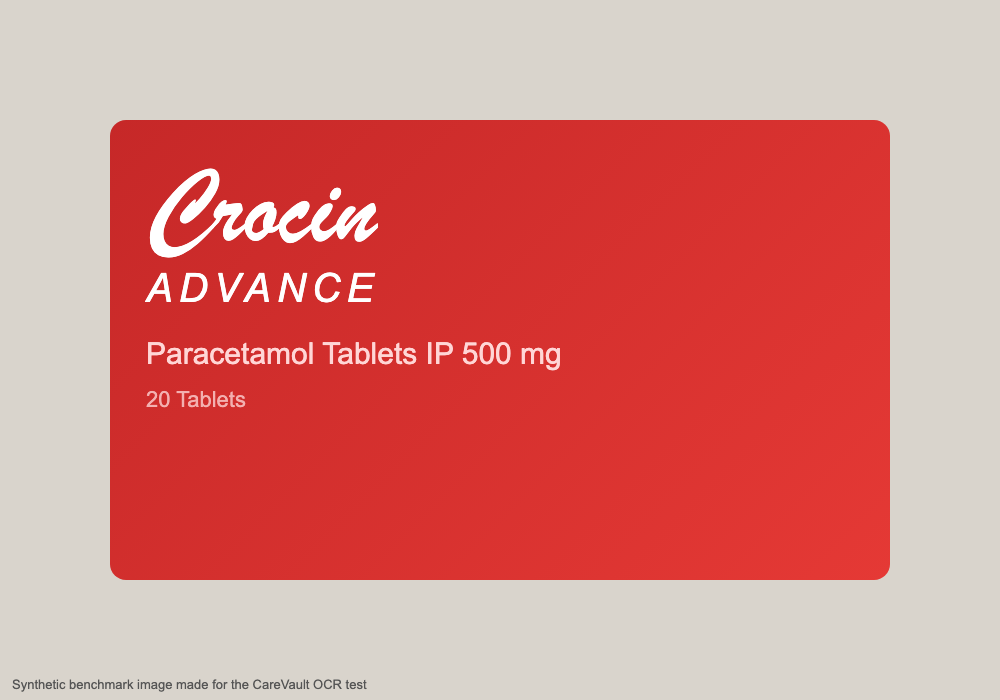 Crocin
ADVANCE
Paracetamol Tablets IP 500 mg
20 Tablets
Synthetic benchmark image made for the CareVault OCR test